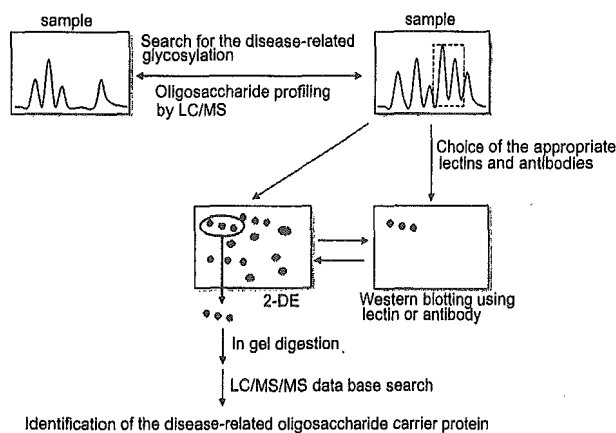 sample
sample
Search for the disease-related
glycosylation
Oligosaccharide profiling
by LC/MS
Choice of the appropriate
lectins and antibodies
2-DE
Western blotting using
lectin or antibody
In gel digestion
LC/MS/MS data base search
Identification of the disease-related oligosaccharide carrier protein